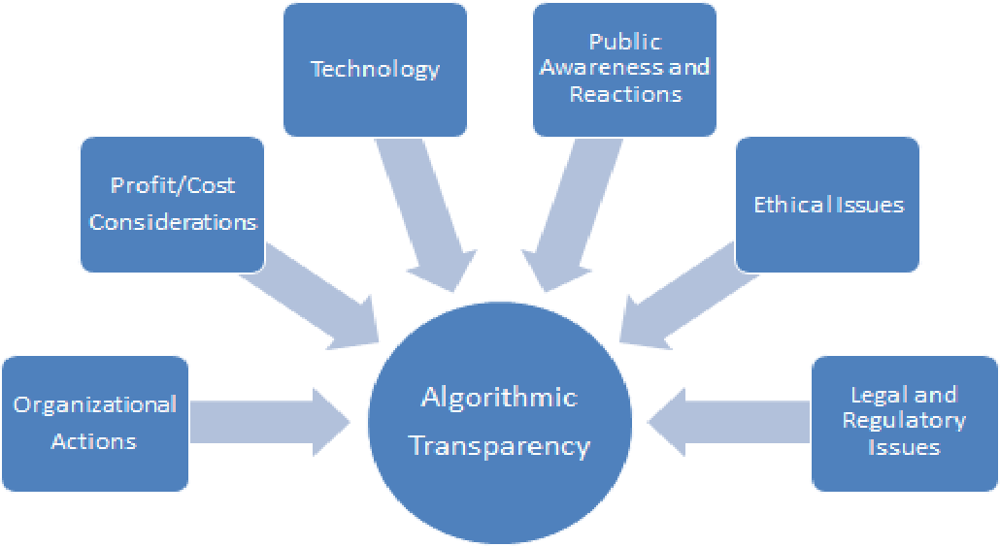 Technology
Public
Awareness and
Reactions
Profit/Cost
Considerations
Ethical Issues
Organizational
Actions
Algorithmic
Transparency
Legal and
Regulatory
Issues